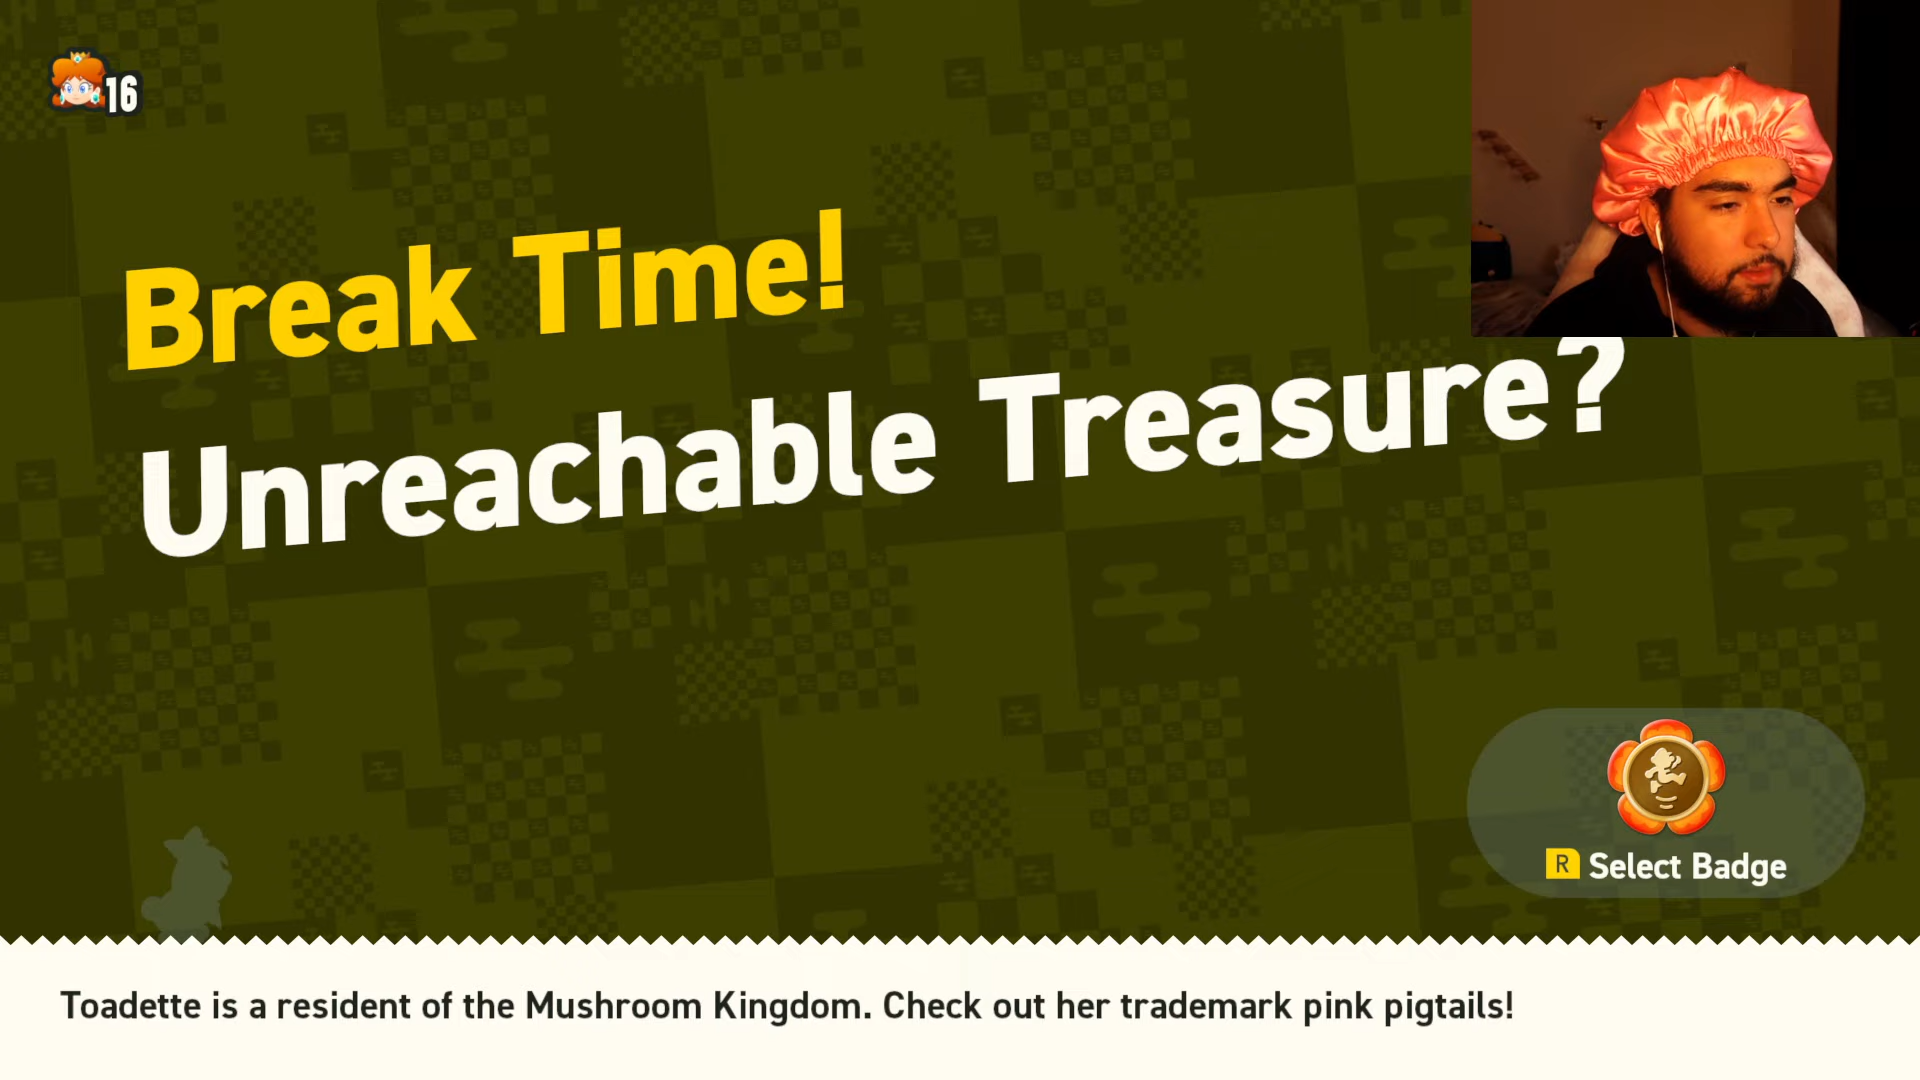 16
Break Time!
Unreachable Treasure?
R Select Badge
Toadette is a resident of the Mushroom Kingdom. Check out her trademark pink pigtails!